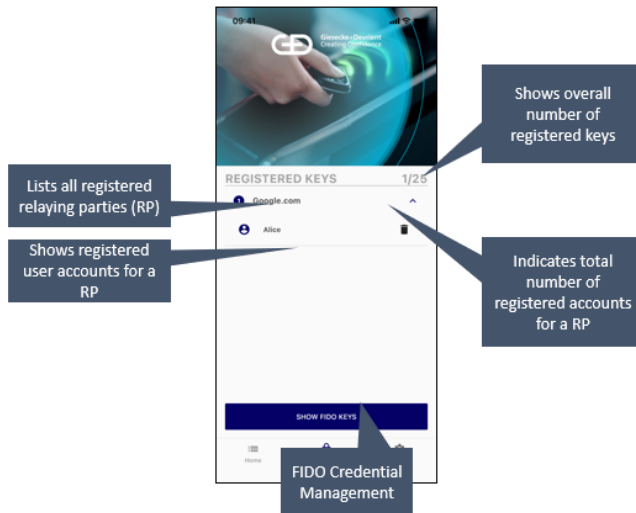 09:41
Giesecke+Devrient
Creating Confidence
Shows overall
number of
registered keys
REGISTERED KEYS 1/25
Lists all registered
relaying parties (RP)
1 Google.com
Alice
Shows registered
user accounts for a
RP
Indicates total
number of
registered accounts
for a RP
SHOW FIDO KEYS
Home
FIDO Credential
Management